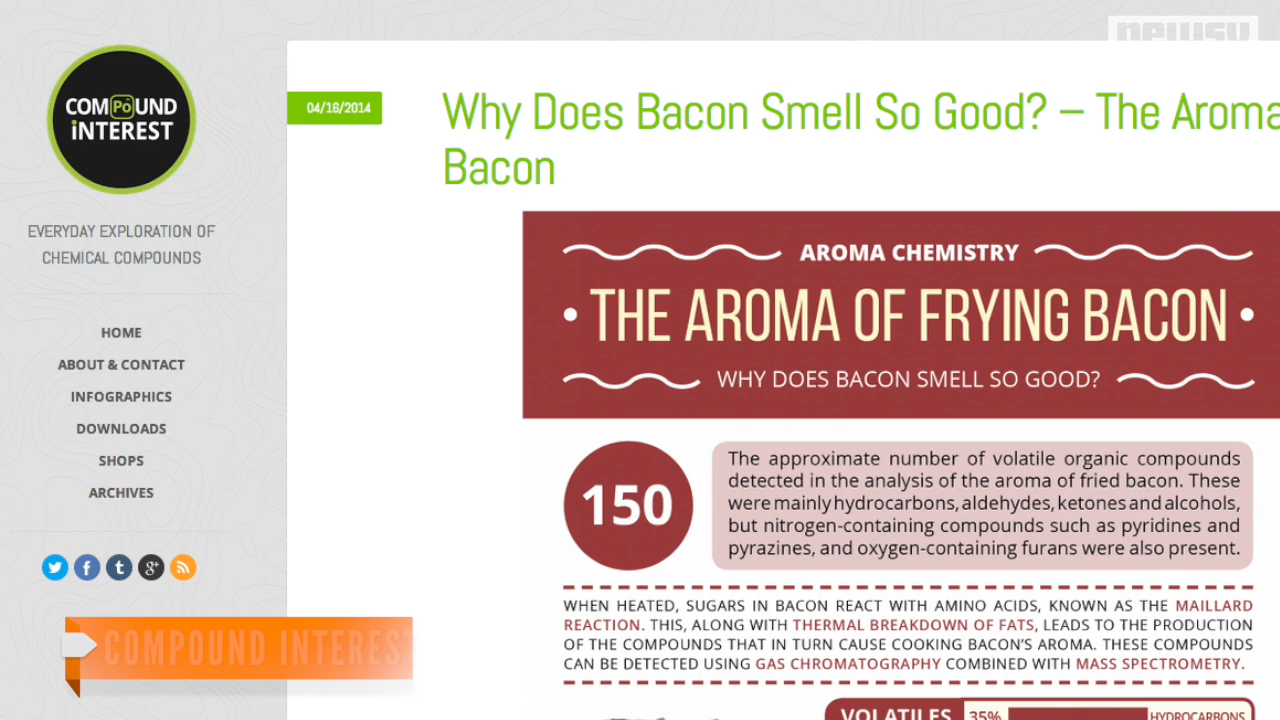 newsy
COMPoUND
iNTEREST
EVERYDAY EXPLORATION OF
CHEMICAL COMPOUNDS
HOME
ABOUT & CONTACT
INFOGRAPHICS
DOWNLOADS
SHOPS
ARCHIVES
COMPOUND INTEREST
04/16/2014
Why Does Bacon Smell So Good? – The Aroma
Bacon
AROMA CHEMISTRY
• THE AROMA OF FRYING BACON •
WHY DOES BACON SMELL SO GOOD?
150
The approximate number of volatile organic compounds
detected in the analysis of the aroma of fried bacon. These
were mainly hydrocarbons, aldehydes, ketones and alcohols,
but nitrogen-containing compounds such as pyridines and
pyrazines, and oxygen-containing furans were also present.
WHEN HEATED, SUGARS IN BACON REACT WITH AMINO ACIDS, KNOWN AS THE MAILLARD
REACTION. THIS, ALONG WITH THERMAL BREAKDOWN OF FATS, LEADS TO THE PRODUCTION
OF THE COMPOUNDS THAT IN TURN CAUSE COOKING BACON'S AROMA. THESE COMPOUNDS
CAN BE DETECTED USING GAS CHROMATOGRAPHY COMBINED WITH MASS SPECTROMETRY.
VOLATILES 35% HYDROCARBONS